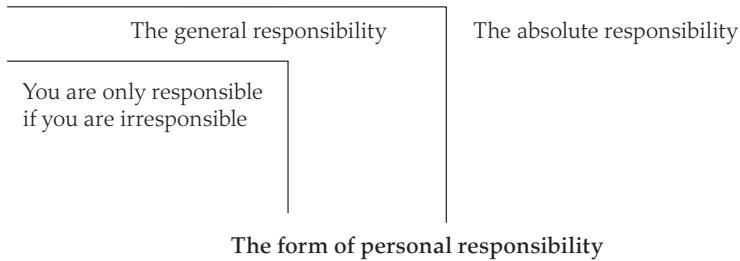 The general responsibility
The absolute responsibility
You are only responsible
if you are irresponsible
The form of personal responsibility